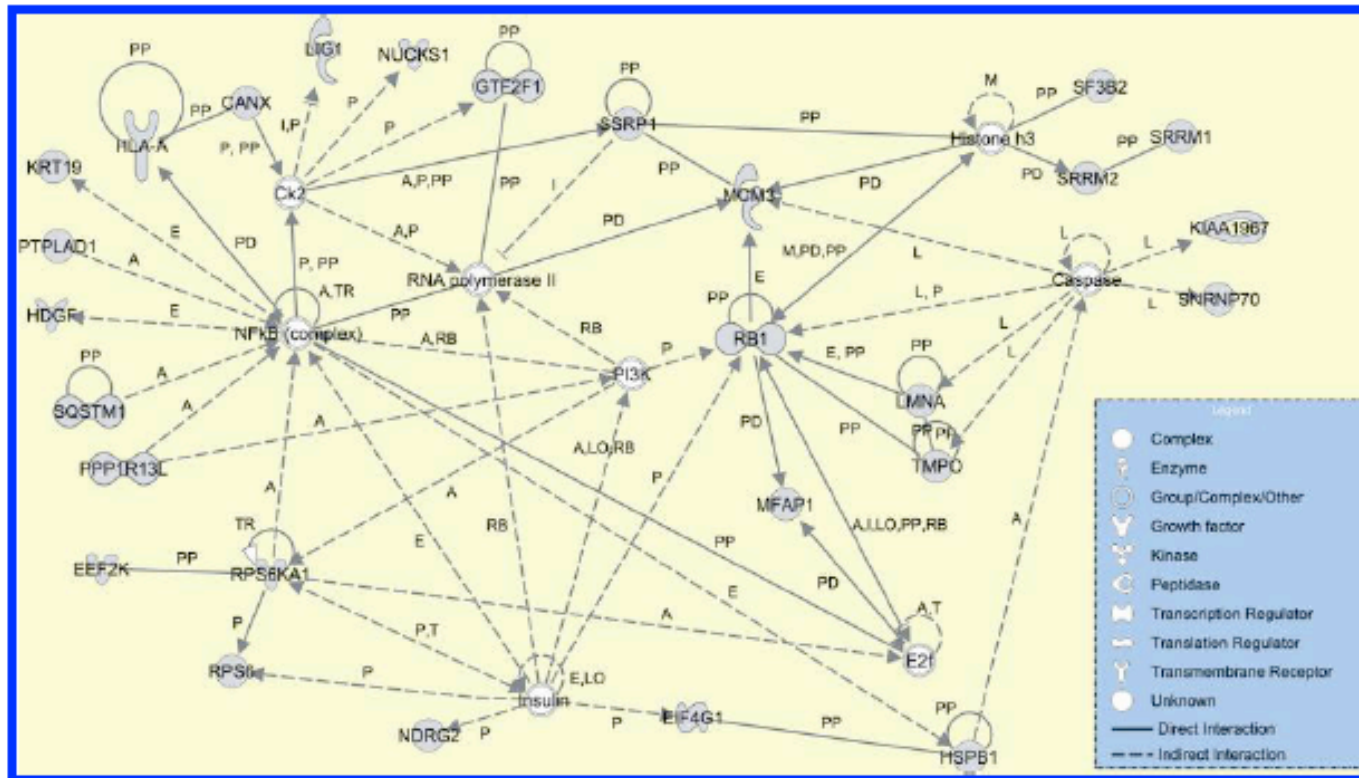 PP
LIG1
NUCKS1
PP
GTF2F1
PP
M
PP
SF3B2
CANX
PP
HLA-A
P
I,P
P
SSRP1
PP
Histone h3
PP
SRRM1
P, PP
KRT19
Ck2
A,P,PP
PP
I
PP
MCM3
PD
PD
SRRM2
E
PD
A,P
PD
KIAA1967
PTPLAD1
A
P, PP
M,PD,PP
L
L
L
RNA polymerase II
E
Caspase
A,TR
PP
L, P
L
SNRNP70
HDGF
E
NFkB (complex)
PP
A,RB
RB
RB1
L
PP
A
P
E, PP
PP
L
PI3K
SQSTM1
LMNA
A
PD
PP
PP
PP
PPP1R13L
A,LO,RB
TMPO
A
A
P
MFAP1
A,I,LO,PP,RB
A
TR
E
RB
PP
EEF2K
PP
RPS6KA1
PD
E
A
A,T
P
P,T
E2f
RPS6
P
E,LO
Insulin
P
EIF4G1
PP
PP
NDRG2
P
HSPB1
Legend
Complex
Enzyme
Group/Complex/Other
Growth factor
Kinase
Peptidase
Transcription Regulator
Translation Regulator
Transmembrane Receptor
Unknown
Direct Interaction
Indirect Interaction